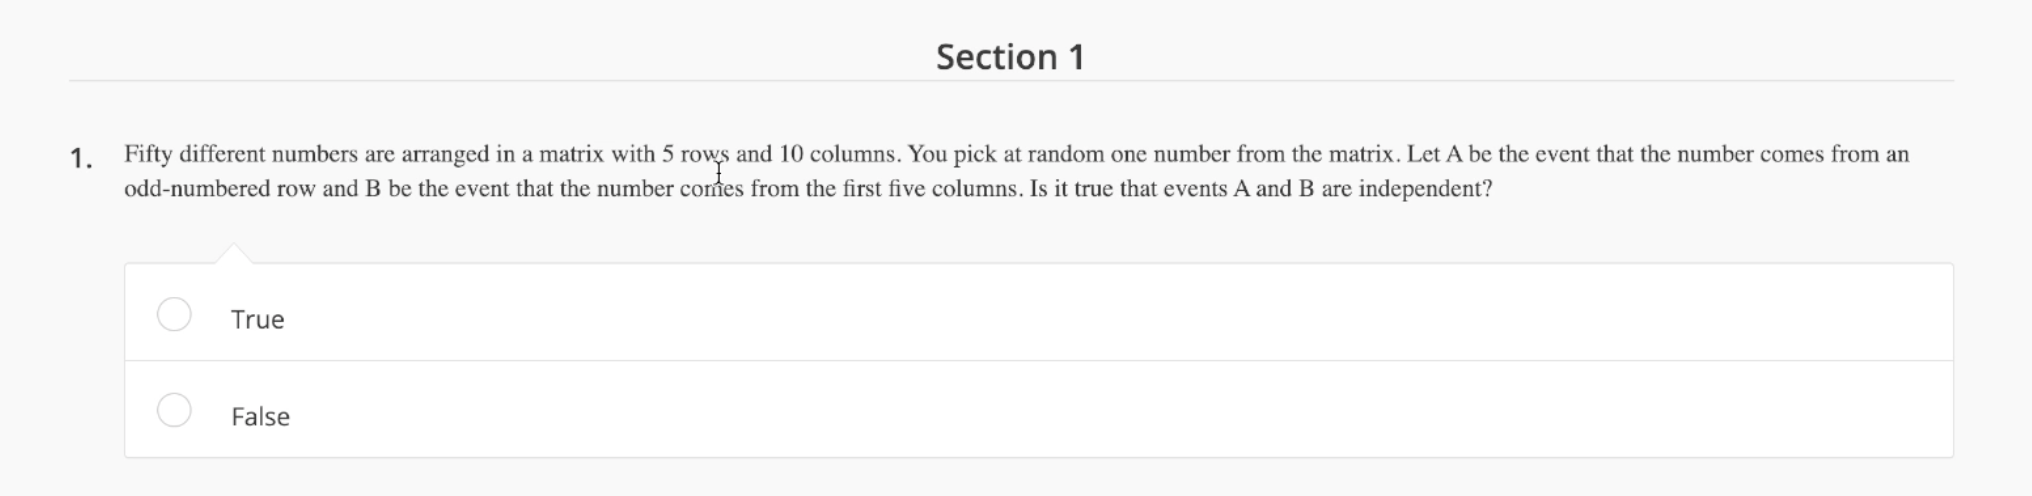 Section 1
1. Fifty different numbers are arranged in a matrix with 5 rows and 10 columns. You pick at random one number from the matrix. Let A be the event that the number comes from an
odd-numbered row and B be the event that the number comes from the first five columns. Is it true that events A and B are independent?
True
False